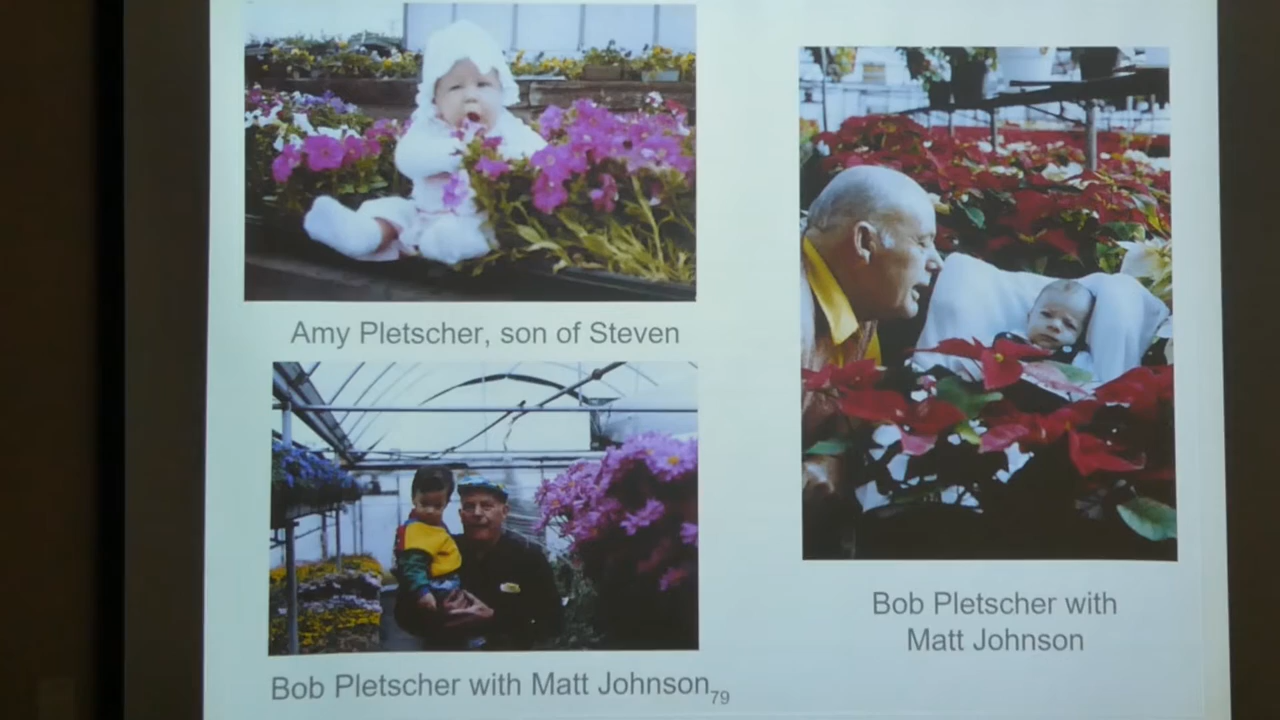 Amy Pletscher, son of Steven
Bob Pletscher with Matt Johnson
79
Bob Pletscher with
Matt Johnson